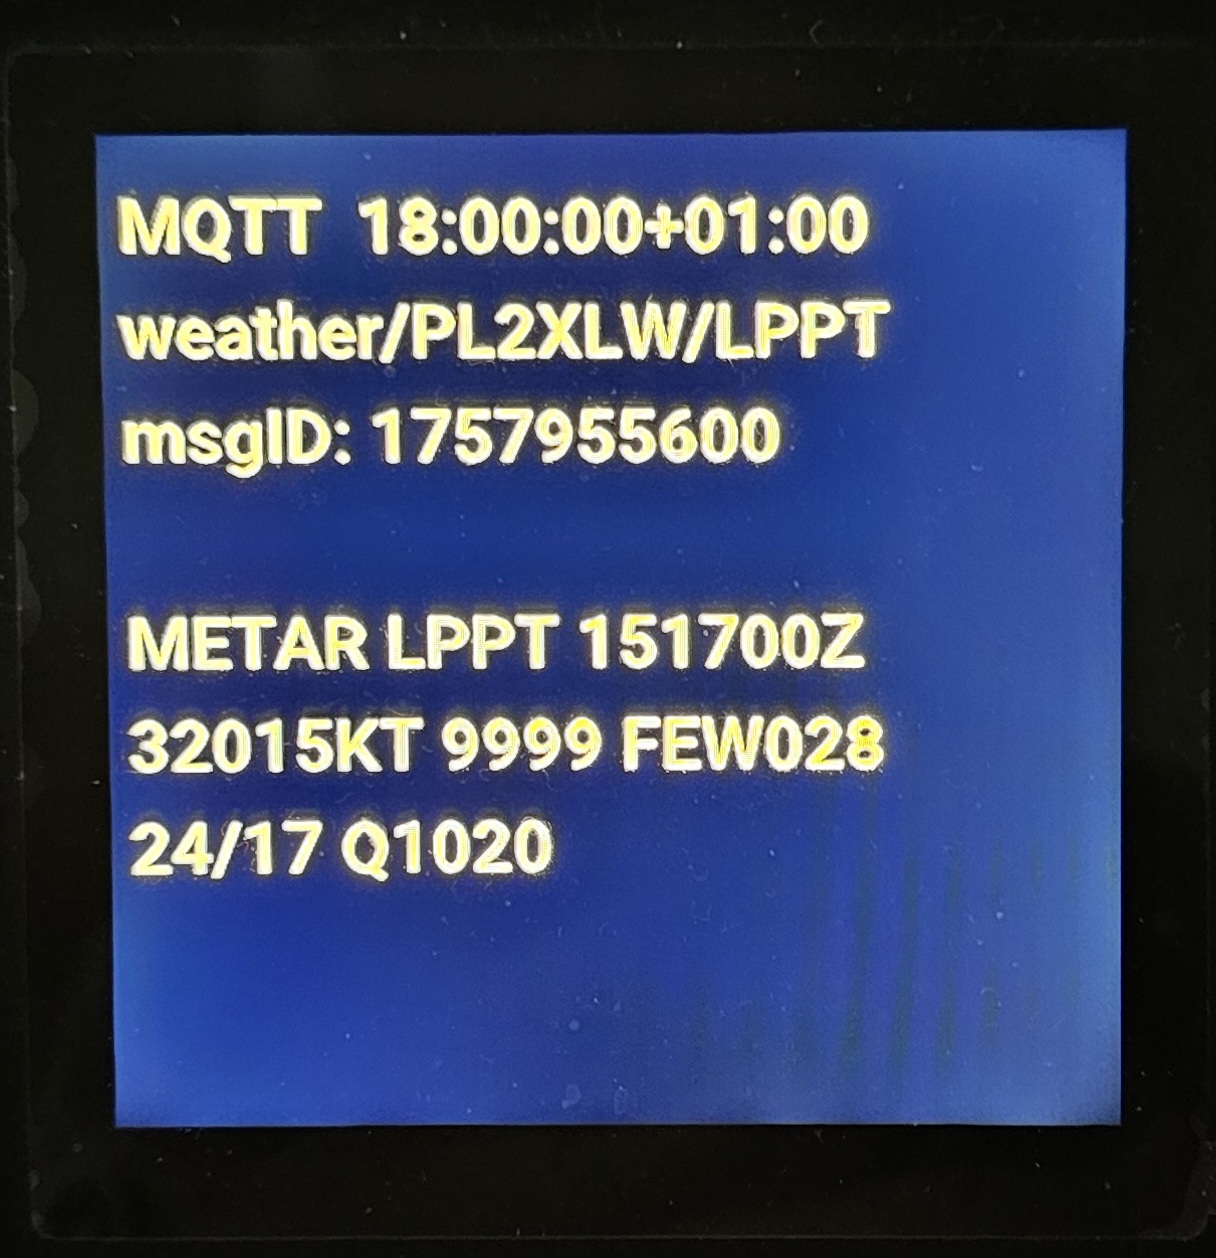 MQTT 18:00:00+01:00
weather/PL2XLW/LPPT
msgID: 1757955600
METAR LPPT 151700Z
32015KT 9999 FEW028
24/17 Q1020